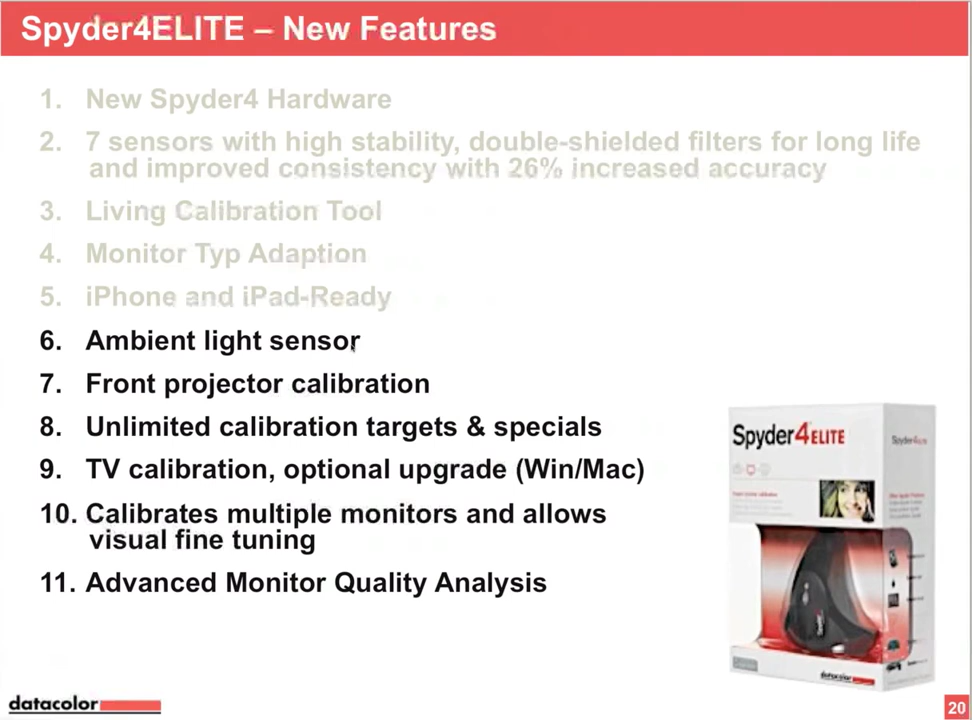 Spyder4ELITE – New Features
1. New Spyder4 Hardware
2. 7 sensors with high stability, double-shielded filters for long life
and improved consistency with 26% increased accuracy
3. Living Calibration Tool
4. Monitor Typ Adaption
5. iPhone and iPad-Ready
6. Ambient light sensor
7. Front projector calibration
8. Unlimited calibration targets & specials
9. TV calibration, optional upgrade (Win/Mac)
10. Calibrates multiple monitors and allows
visual fine tuning
11. Advanced Monitor Quality Analysis
Spyder4ELITE
Spyder4ELITE
datacolor
datacolor
20